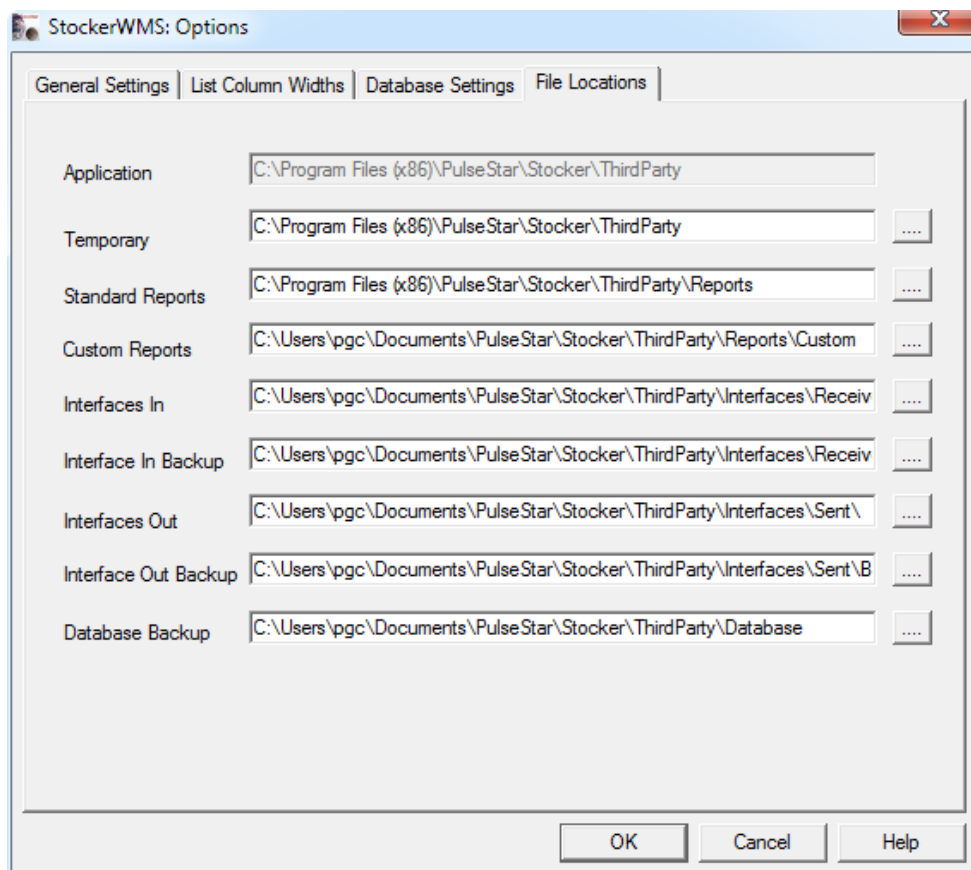 StockerWMS: Options
X
General Settings List Column Widths Database Settings File Locations
Application C:\Program Files (x86)\PulseStar\Stocker\ThirdParty
Temporary C:\Program Files (x86)\PulseStar\Stocker\ThirdParty ....
Standard Reports C:\Program Files (x86)\PulseStar\Stocker\ThirdParty\Reports ....
Custom Reports C:\Users\pgc\Documents\PulseStar\Stocker\ThirdParty\Reports\Custom ....
Interfaces In C:\Users\pgc\Documents\PulseStar\Stocker\ThirdParty\Interfaces\Receiv ....
Interface In Backup C:\Users\pgc\Documents\PulseStar\Stocker\ThirdParty\Interfaces\Receiv ....
Interfaces Out C:\Users\pgc\Documents\PulseStar\Stocker\ThirdParty\Interfaces\Sent\ ....
Interface Out Backup C:\Users\pgc\Documents\PulseStar\Stocker\ThirdParty\Interfaces\Sent\B ....
Database Backup C:\Users\pgc\Documents\PulseStar\Stocker\ThirdParty\Database ....
OK Cancel Help